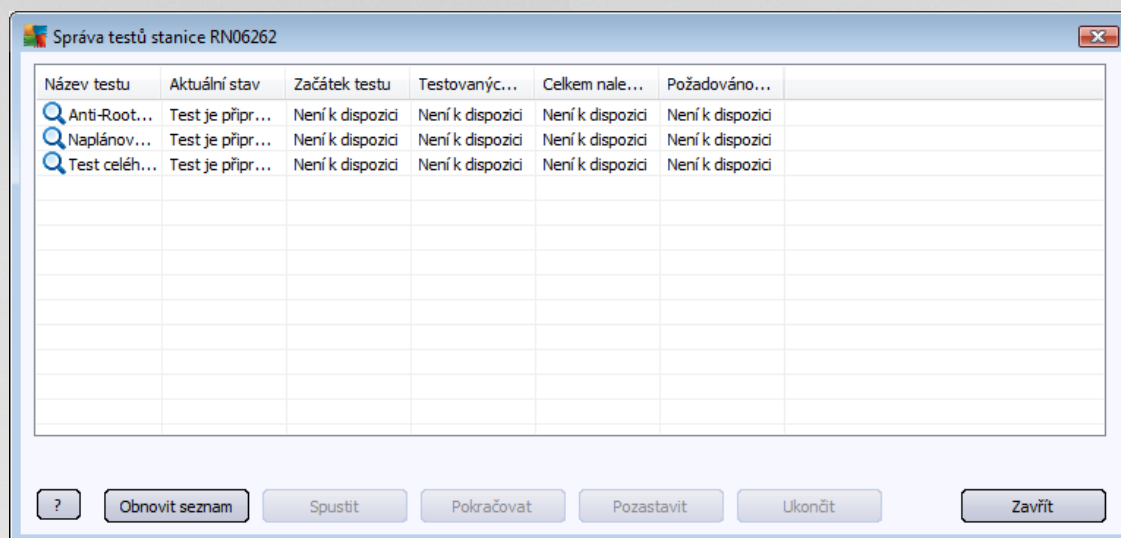 Správa testů stanice RN06262
Název testu Aktuální stav Začátek testu Testovanýc... Celkem nale... Požadováno...
Anti-Root... Test je připr... Není k dispozici Není k dispozici Není k dispozici Není k dispozici
Naplánov... Test je připr... Není k dispozici Není k dispozici Není k dispozici Není k dispozici
Test celéh... Test je připr... Není k dispozici Není k dispozici Není k dispozici Není k dispozici
? Obnovit seznam Spustit Pokračovat Pozastavit Ukončit Zavřít